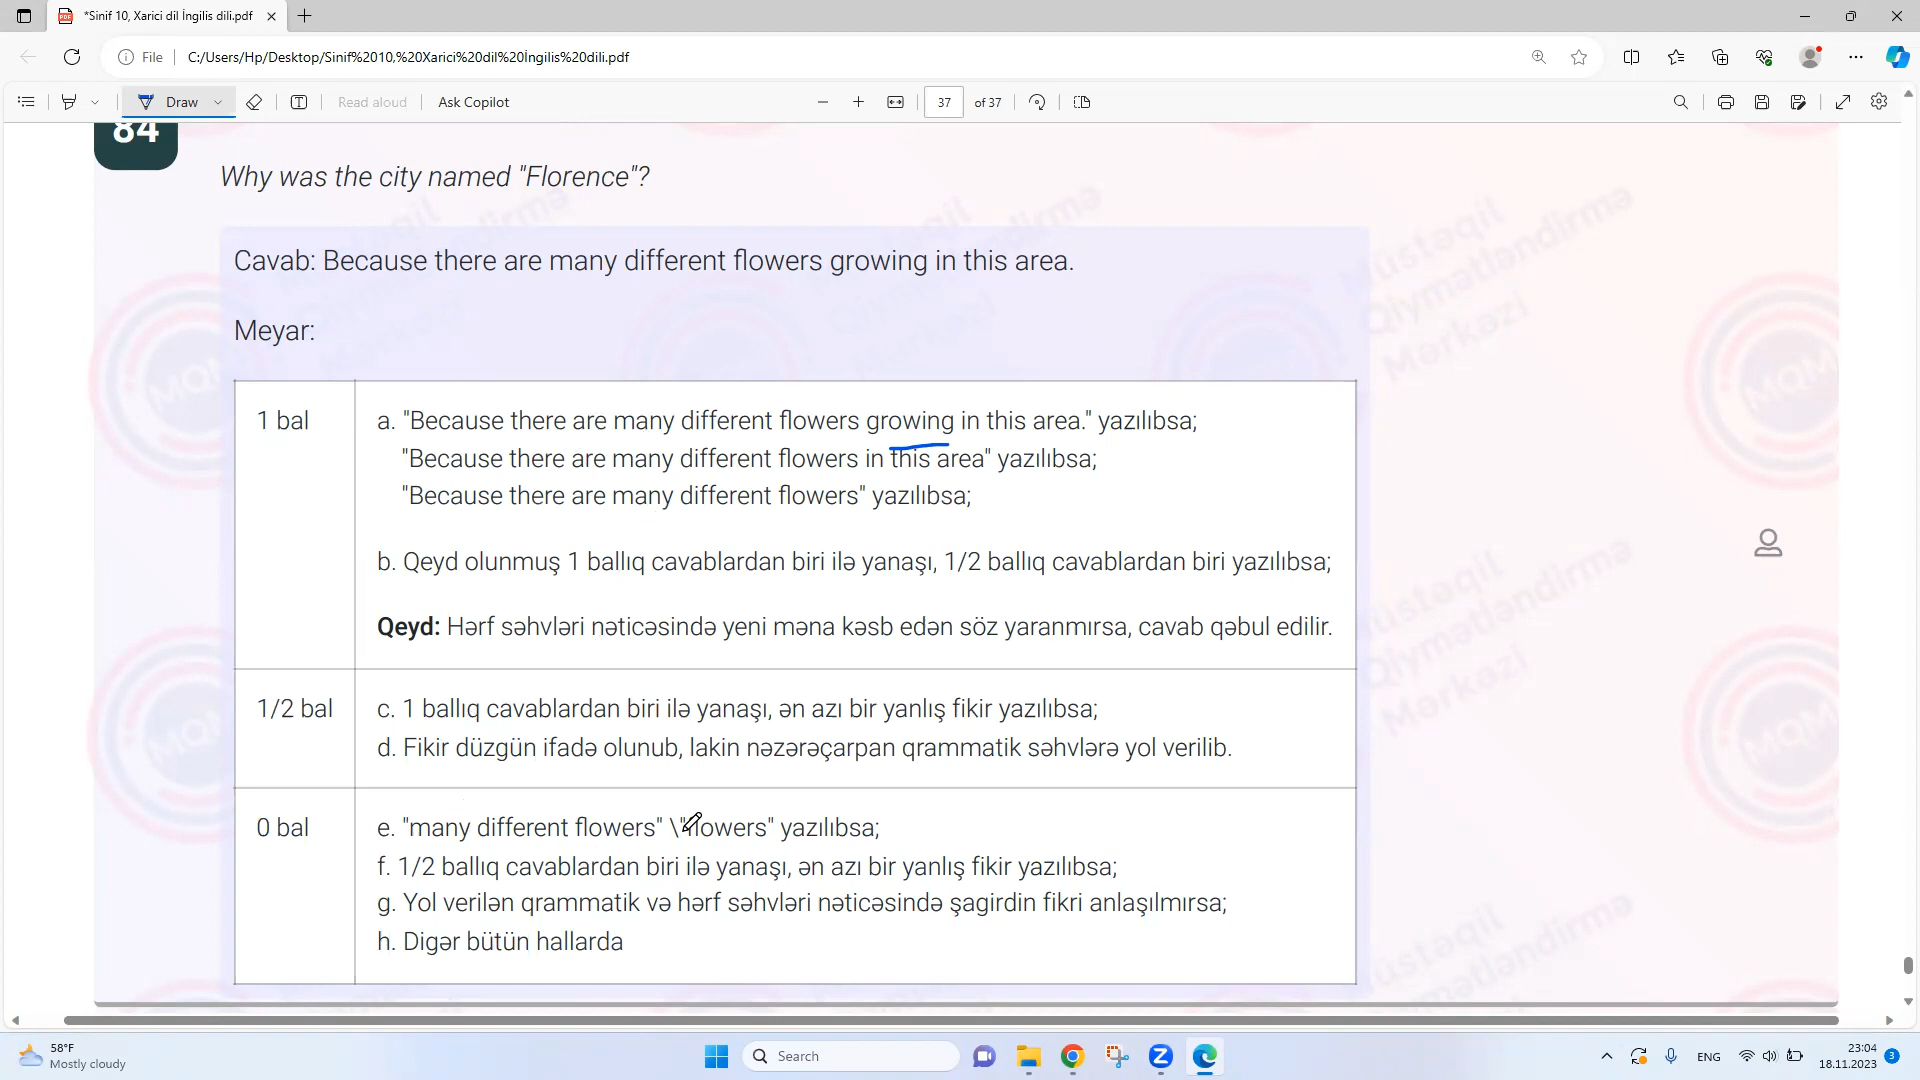 *Sinif 10, Xarici dil İngilis dili.pdf
File
C:/Users/Hp/Desktop/Sinif%2010,%20Xarici%20dil%20İngilis%20dili.pdf
Draw
Read aloud
Ask Copilot
37 of 37
84
Why was the city named "Florence"?
Cavab: Because there are many different flowers growing in this area.
Meyar:
1 bal
a. "Because there are many different flowers growing in this area." yazılıbsa;
"Because there are many different flowers in this area" yazılıbsa;
"Because there are many different flowers" yazılıbsa;
b. Qeyd olunmuş 1 ballıq cavablardan biri ilə yanaşı, 1/2 ballıq cavablardan biri yazılıbsa;
Qeyd: Hərf səhvləri nəticəsində yeni məna kəsb edən söz yaranmırsa, cavab qəbul edilir.
1/2 bal
c. 1 ballıq cavablardan biri ilə yanaşı, ən azı bir yanlış fikir yazılıbsa;
d. Fikir düzgün ifadə olunub, lakin nəzərəçarpan qrammatik səhvlərə yol verilib.
0 bal
e. "many different flowers" \"flowers" yazılıbsa;
f. 1/2 ballıq cavablardan biri ilə yanaşı, ən azı bir yanlış fikir yazılıbsa;
g. Yol verilən qrammatik və hərf səhvləri nəticəsində şagirdin fikri anlaşılmırsa;
h. Digər bütün hallarda
Müstəqil
Qiymətləndirmə
Mərkəzi
MQM
58°F
Mostly cloudy
Search
ENG
23:04
18.11.2023
3